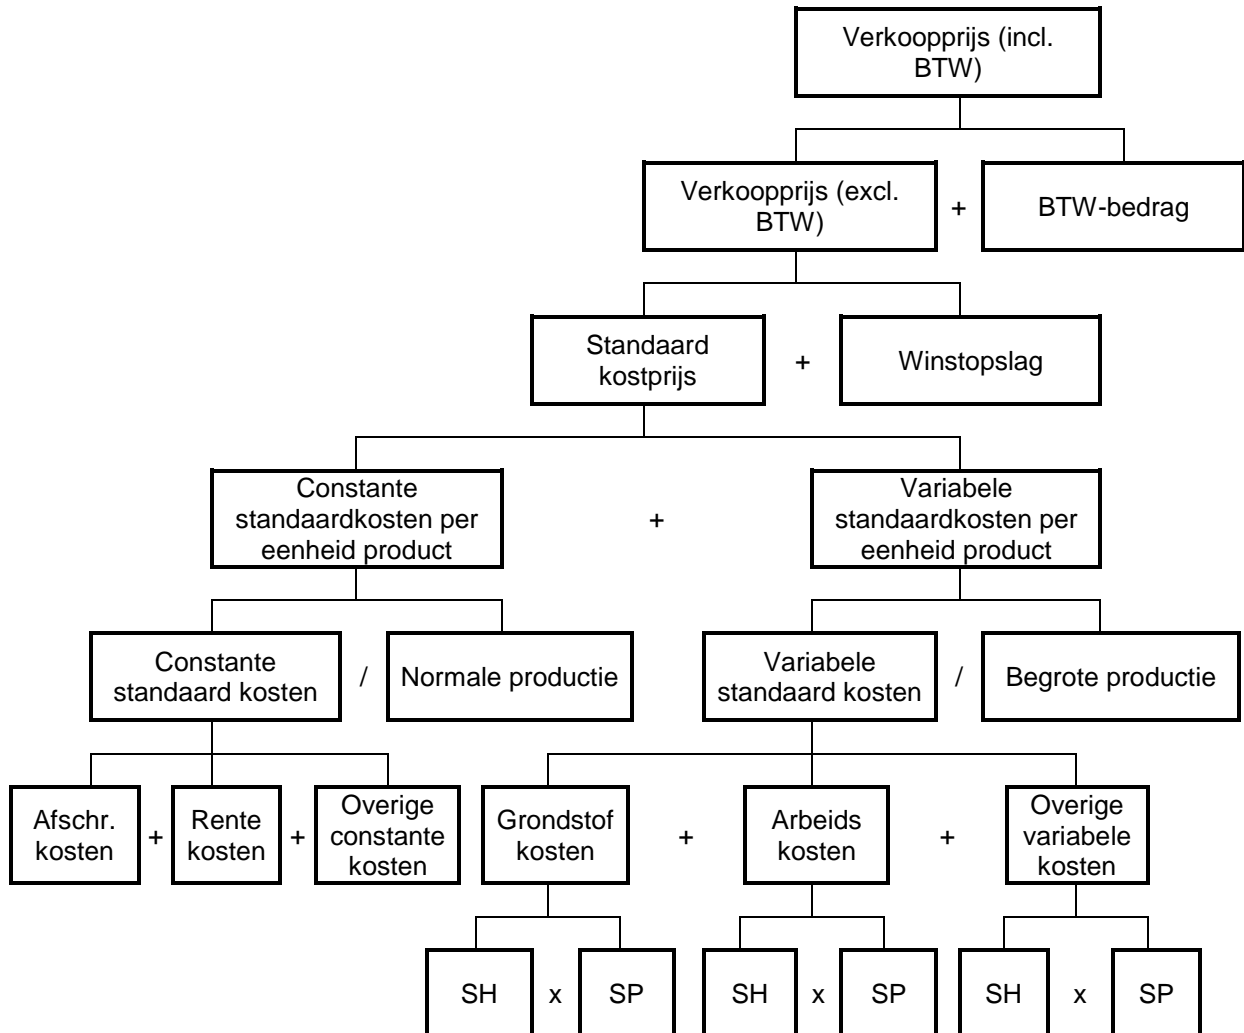 Verkoopprijs (incl.
BTW)
Verkoopprijs (excl.
BTW)
+
BTW-bedrag
Standaard
kostprijs
+
Winstopslag
Constante
standaardkosten per
eenheid product
+
Variabele
standaardkosten per
eenheid product
Constante
standaard kosten
/
Normale productie
Variabele
standaard kosten
/
Begrote productie
Afschr.
kosten
+
Rente
kosten
+
Overige
constante
kosten
Grondstof
kosten
+
Arbeids
kosten
+
Overige
variabele
kosten
SH
x
SP
SH
x
SP
SH
x
SP